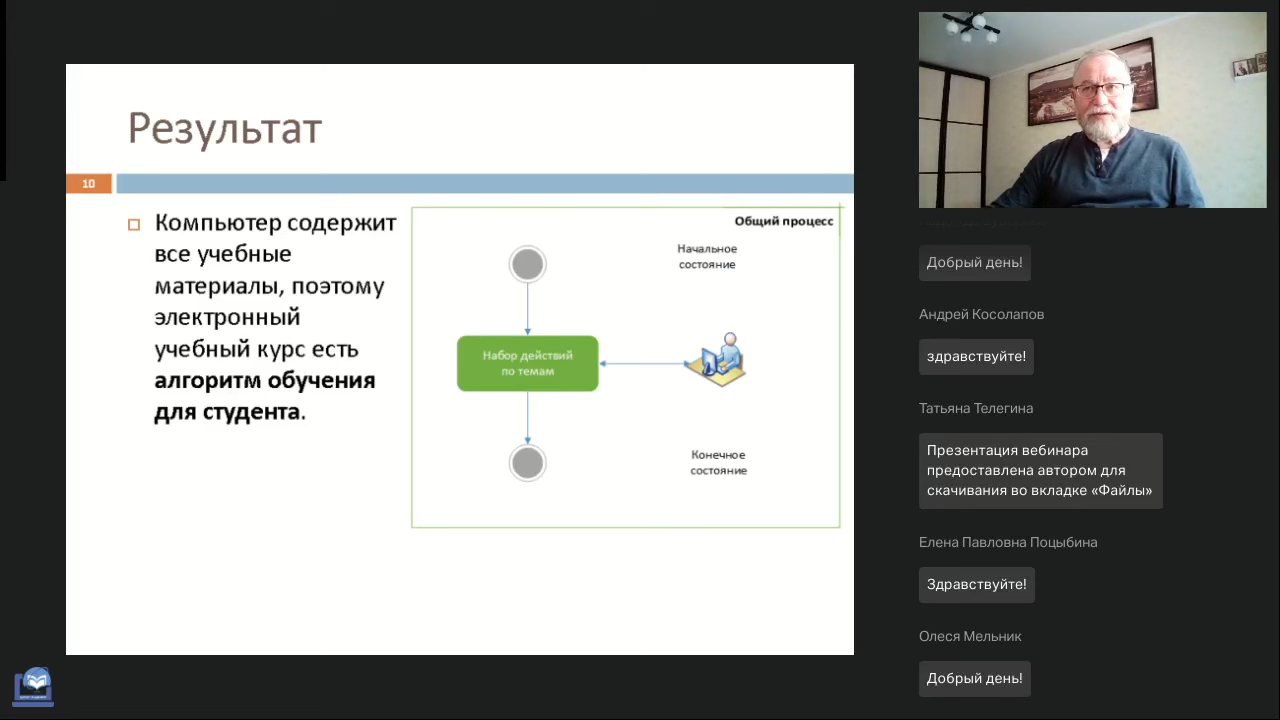 Результат
10
Компьютер содержит
все учебные
материалы, поэтому
электронный
учебный курс есть
алгоритм обучения
для студента.
Общий процесс
Начальное
состояние
Набор действий
по темам
Конечное
состояние
Добрый день!
Андрей Косолапов
здравствуйте!
Татьяна Телегина
Презентация вебинара
предоставлена автором для
скачивания во вкладке «Файлы»
Елена Павловна Поцыбина
Здравствуйте!
Олеся Мельник
Добрый день!